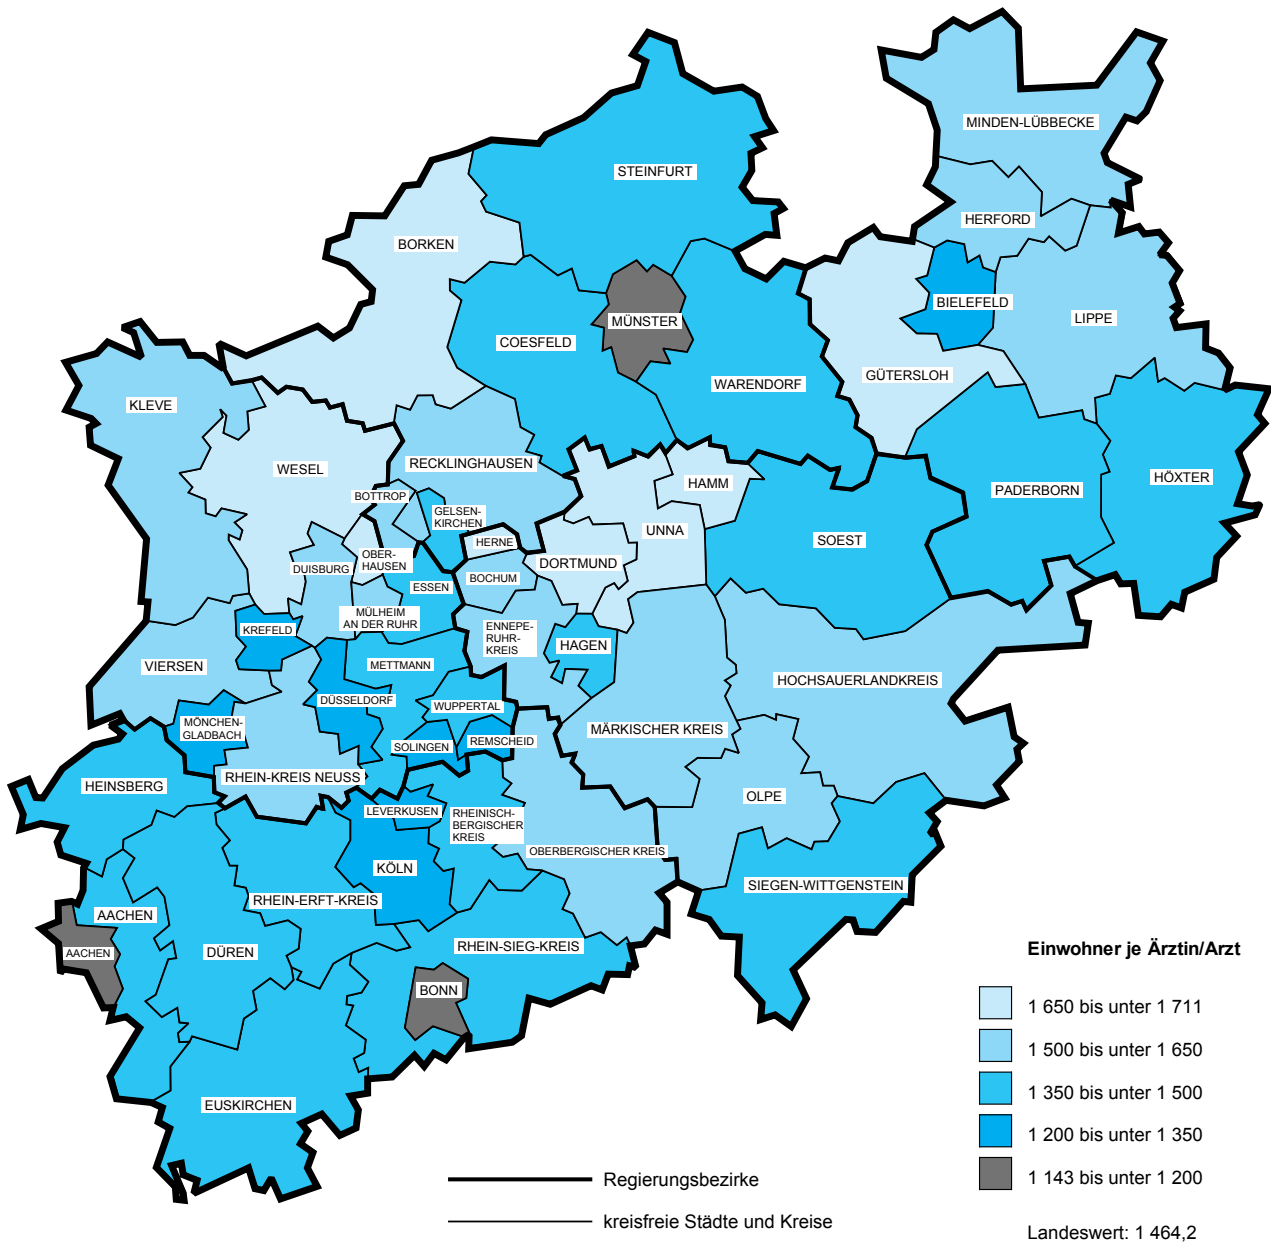 MINDEN-LÜBBECKE
STEINFURT
HERFORD
BORKEN
BIELEFELD
LIPPE
MÜNSTER
COESFELD
GÜTERSLOH
WARENDORF
KLEVE
RECKLINGHAUSEN
WESEL
HAMM
HÖXTER
PADERBORN
BOTTROP
GELSEN-
KIRCHEN
UNNA
HERNE
SOEST
OBER-
HAUSEN
DORTMUND
DUISBURG
BOCHUM
ESSEN
MÜLHEIM
AN DER RUHR
KREFELD
ENNEPE-
RUHR-
KREIS
HAGEN
VIERSEN
METTMANN
HOCHSAUERLANDKREIS
DÜSSELDORF
WUPPERTAL
MÖNCHEN-
GLADBACH
MÄRKISCHER KREIS
REMSCHEID
SOLINGEN
RHEIN-KREIS NEUSS
HEINSBERG
OLPE
LEVERKUSEN
RHEINISCH-
BERGISCHER
KREIS
OBERBERGISCHER KREIS
KÖLN
SIEGEN-WITTGENSTEIN
RHEIN-ERFT-KREIS
AACHEN
RHEIN-SIEG-KREIS
DÜREN
AACHEN
BONN
EUSKIRCHEN
Einwohner je Ärztin/Arzt
1 650 bis unter 1 711
1 500 bis unter 1 650
1 350 bis unter 1 500
1 200 bis unter 1 350
1 143 bis unter 1 200
Regierungsbezirke
kreisfreie Städte und Kreise
Landeswert: 1 464,2